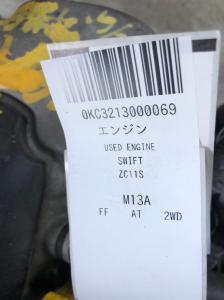 0KC3213000069
エンジン
USED ENGINE
SWIFT
ZC11S
M13A
FF AT 2WD